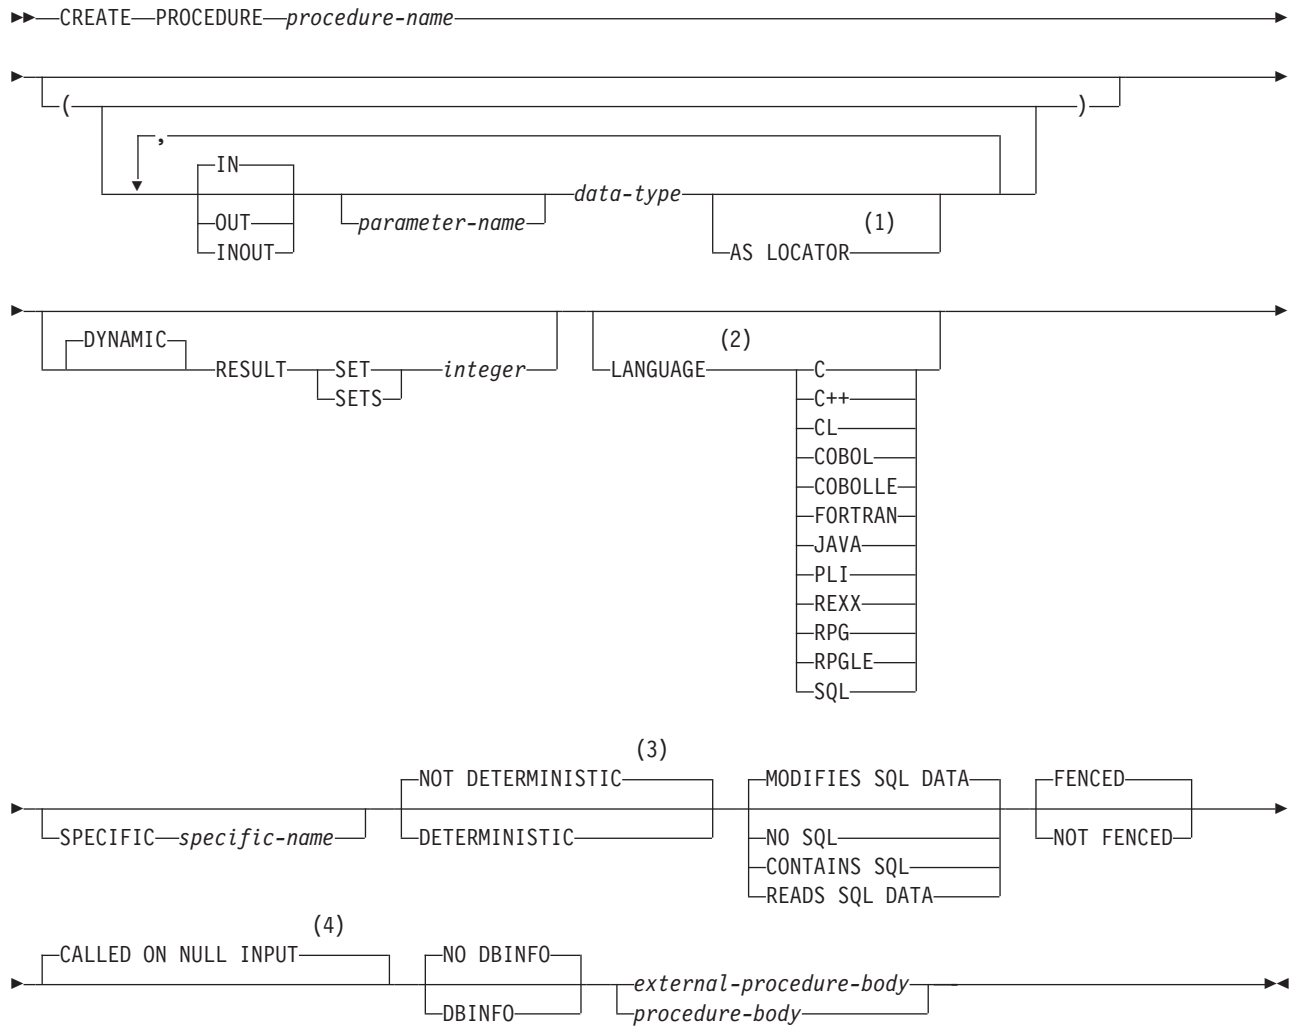 CREATE PROCEDURE procedure-name
( )
,
IN
data-type
OUT parameter-name (1)
INOUT AS LOCATOR
DYNAMIC (2)
RESULT SET integer LANGUAGE C
SETS C++
CL
COBOL
COBOLLE
FORTRAN
JAVA
PLI
REXX
RPG
RPGLE
SQL
(3)
NOT DETERMINISTIC MODIFIES SQL DATA FENCED
SPECIFIC specific-name DETERMINISTIC NO SQL NOT FENCED
CONTAINS SQL
READS SQL DATA
(4)
CALLED ON NULL INPUT NO DBINFO
external-procedure-body
DBINFO procedure-body